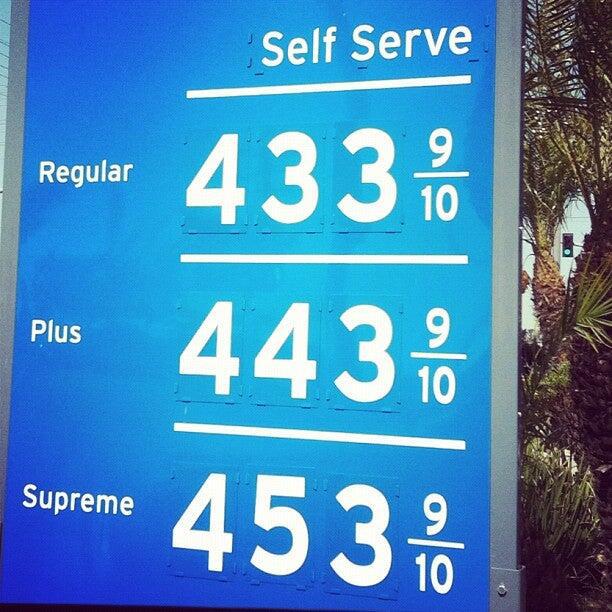 Self Serve
Regular 433 9/10
Plus 443 9/10
Supreme 453 9/10